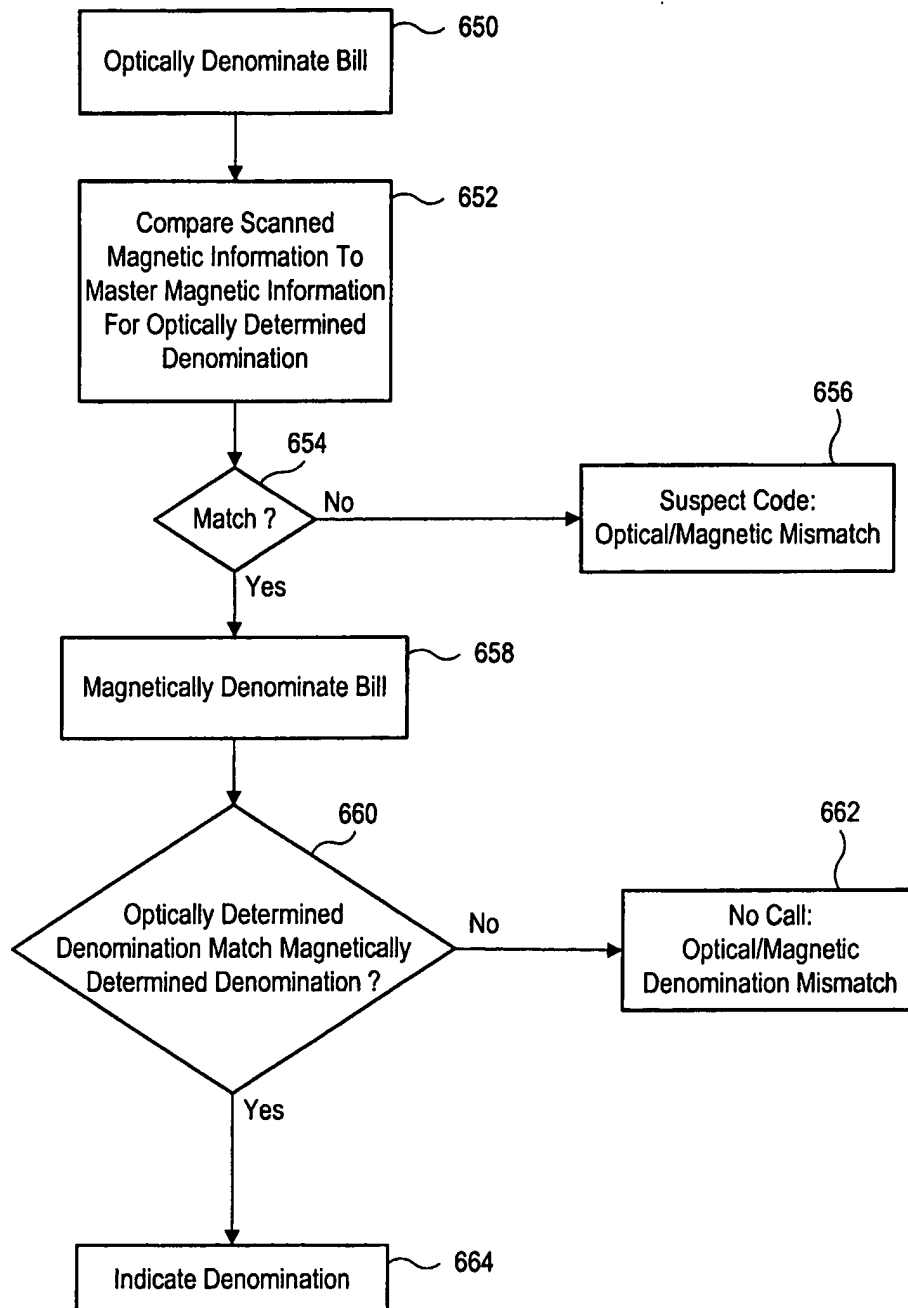 650
Optically Denominate Bill
652
Compare Scanned
Magnetic Information To
Master Magnetic Information
For Optically Determined
Denomination
654
Match ?
No
656
Suspect Code:
Optical/Magnetic Mismatch
Yes
658
Magnetically Denominate Bill
660
Optically Determined
Denomination Match Magnetically
Determined Denomination ?
No
662
No Call:
Optical/Magnetic
Denomination Mismatch
Yes
664
Indicate Denomination